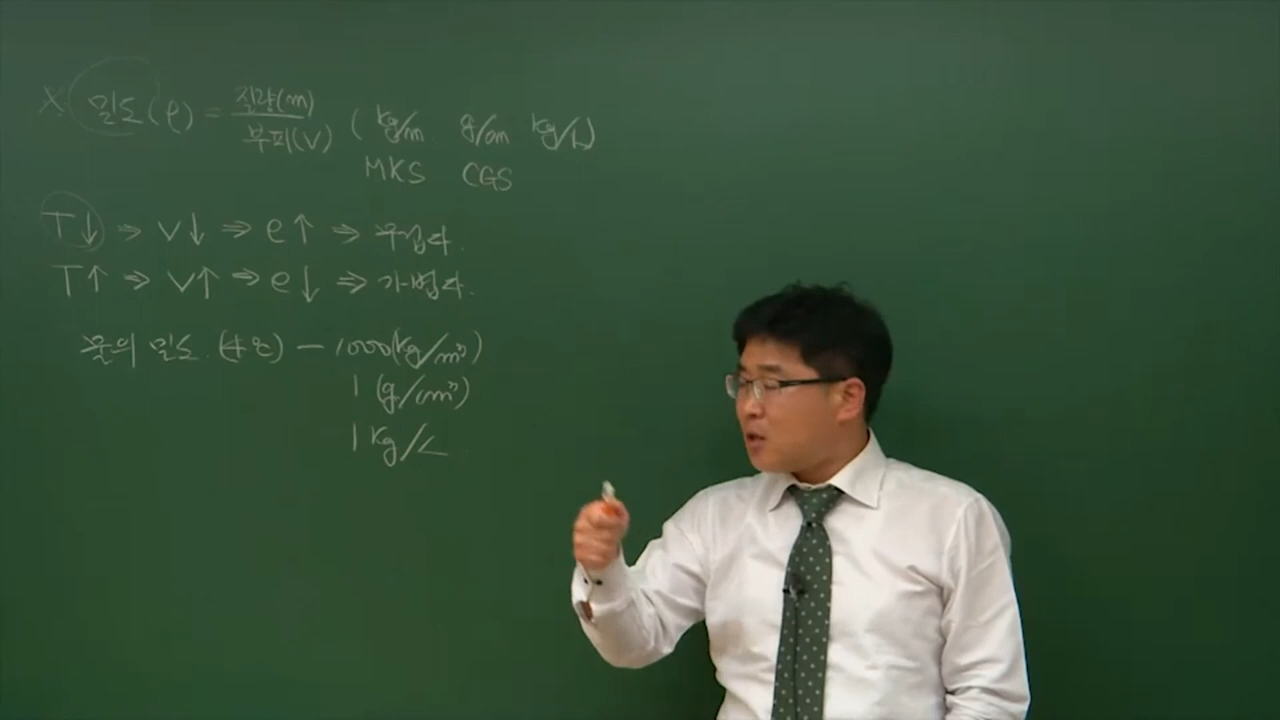 ※ 밀도(ρ) = 질량(m)/부피(V) (kg/m g/cm kg/L)
MKS CGS
T↓ ⇒ V↓ ⇒ ρ↑ ⇒ 무겁다.
T↑ ⇒ V↑ ⇒ ρ↓ ⇒ 가볍다.
물의 밀도.(4℃) — 1000(kg/m³)
1 (g/cm³)
1 kg/L